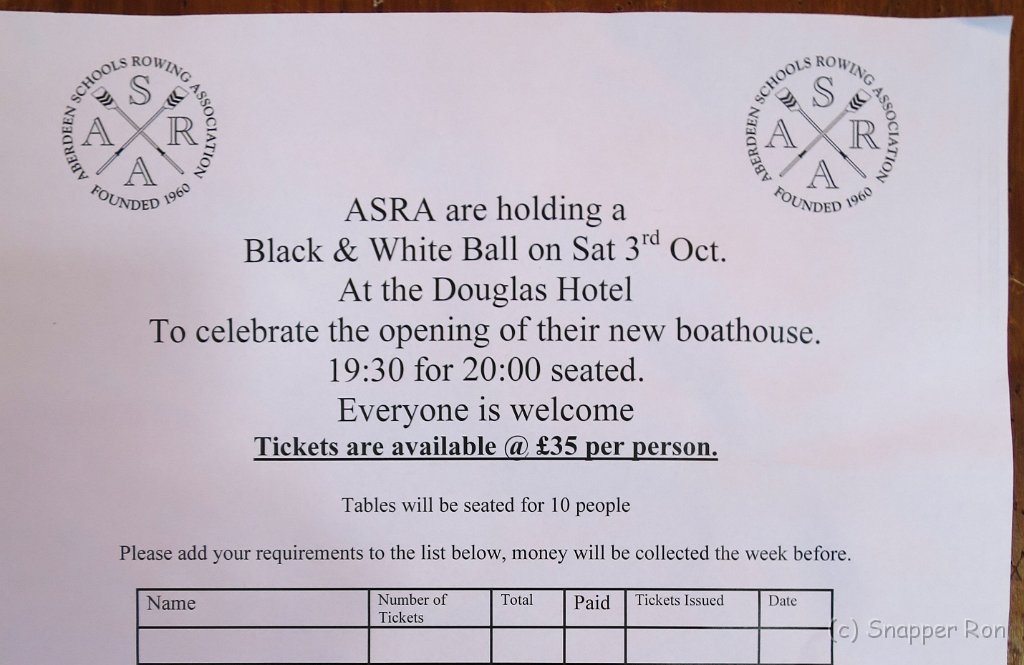 ABERDEEN SCHOOLS ROWING ASSOCIATION
S
A R
A
FOUNDED 1960
ABERDEEN SCHOOLS ROWING ASSOCIATION
S
A R
A
FOUNDED 1960
ASRA are holding a
Black & White Ball on Sat 3rd Oct.
At the Douglas Hotel
To celebrate the opening of their new boathouse.
19:30 for 20:00 seated.
Everyone is welcome
Tickets are available @ £35 per person.
Tables will be seated for 10 people
Please add your requirements to the list below, money will be collected the week before.
Name Number of Tickets Total Paid Tickets Issued Date
(c) Snapper Ron